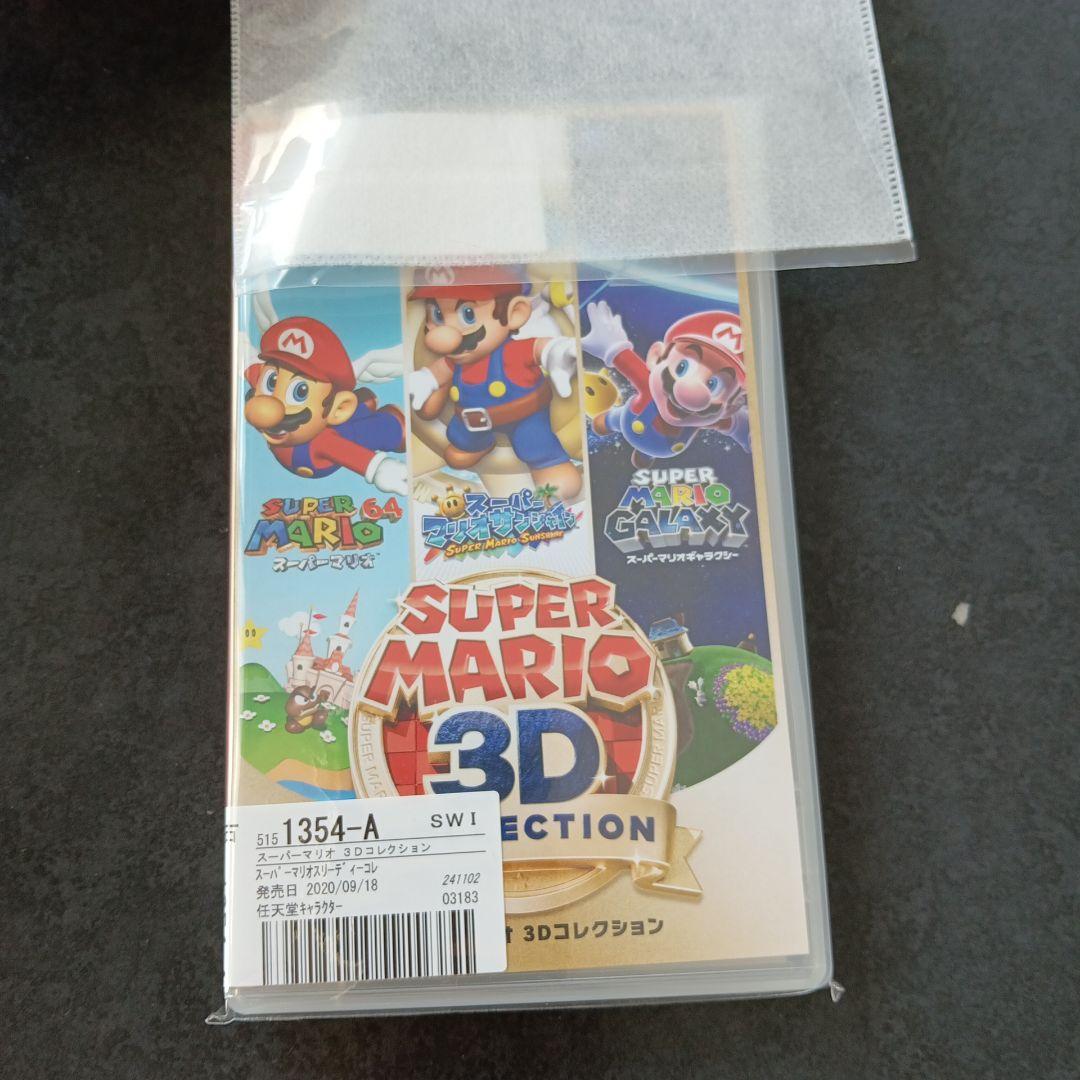 SUPER
MARIO 64
スーパーマリオ
スーパー
マリオサンシャイン
SUPER MARIO SUNSHINE
SUPER
MARIO
GALAXY
スーパーマリオギャラクシー
SUPER
MARIO
3D
ECTION
SUPER MAR
SUPER MAR
515 1354-A SWI
スーパーマリオ 3Dコレクション
スーパーマリオスリーディーコレ
発売日 2020/09/18 241102
任天堂キャラクター 03183
オ 3Dコレクション